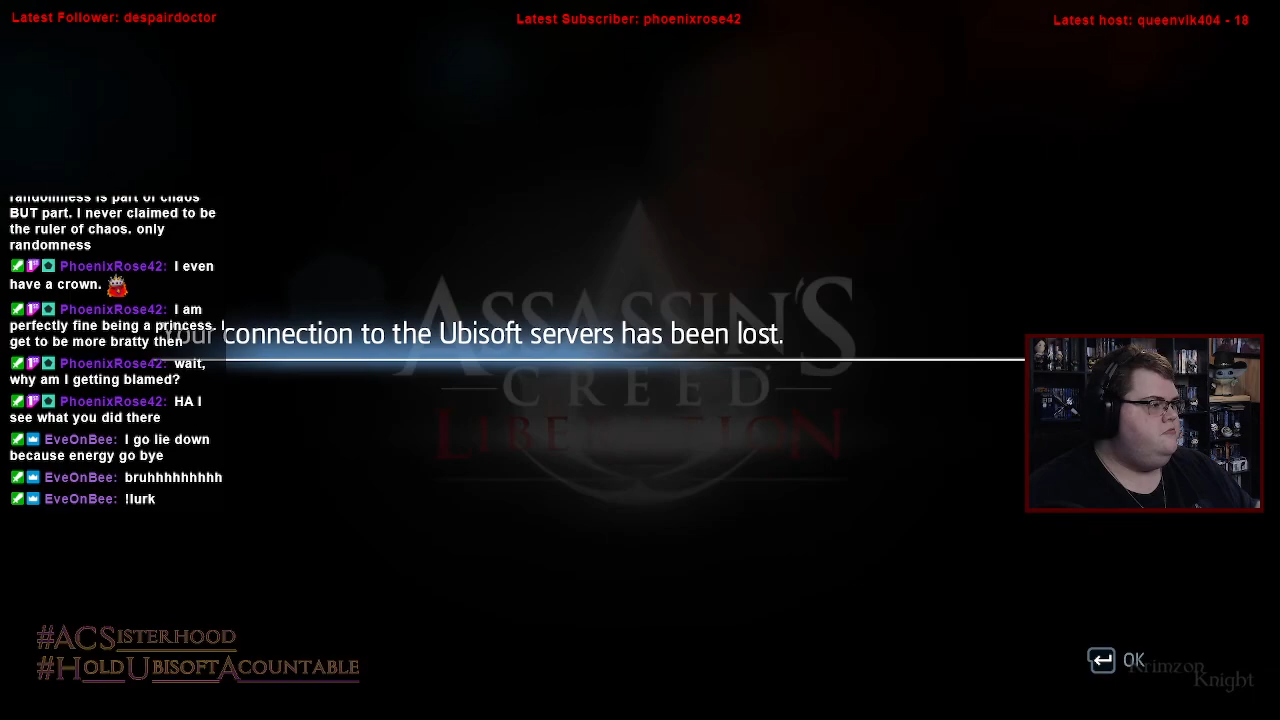 Latest Follower: despairdoctor
Latest Subscriber: phoenixrose42
Latest host: queenvik404 - 18
randomness is part of chaos
BUT part. I never claimed to be
the ruler of chaos. only
randomness
PhoenixRose42: I even
have a crown.
PhoenixRose42: I am
perfectly fine being a princess. I
get to be more bratty then
PhoenixRose42: wait,
why am I getting blamed?
PhoenixRose42: HA I
see what you did there
EveOnBee: I go lie down
because energy go bye
EveOnBee: bruhhhhhhhhh
EveOnBee: !lurk
Your connection to the Ubisoft servers has been lost.
ASSASSIN'S
CREED
LIBERATION
#ACSISTERHOOD
#HOLDUBISOFTACOUNTABLE
OK
Krimzon
Knight